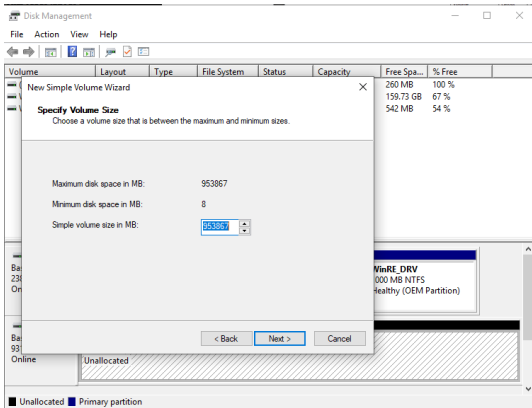 Disk Management
File Action View Help
Volume Layout Type File System Status Capacity Free Spa... % Free
260 MB 100 %
159.73 GB 67 %
542 MB 54 %
New Simple Volume Wizard
Specify Volume Size
Choose a volume size that is between the maximum and minimum sizes.
Maximum disk space in MB: 953867
Minimum disk space in MB: 8
Simple volume size in MB: 953867
< Back Next > Cancel
WinRE_DRV
000 MB NTFS
Healthy (OEM Partition)
Ba
Online
Unallocated
Unallocated Primary partition